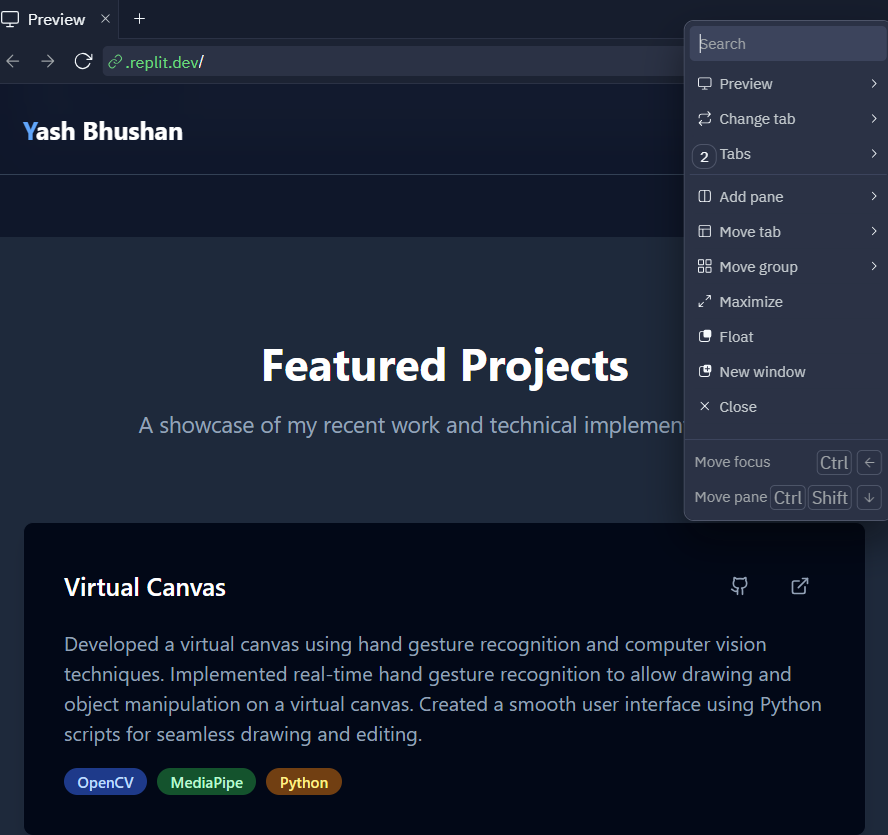 Preview
.replit.dev/
Yash Bhushan
Search
Preview
Change tab
2 Tabs
Add pane
Move tab
Move group
Maximize
Float
New window
Close
Move focus Ctrl ←
Move pane Ctrl Shift ↓
Featured Projects
A showcase of my recent work and technical implemen
Virtual Canvas
Developed a virtual canvas using hand gesture recognition and computer vision
techniques. Implemented real-time hand gesture recognition to allow drawing and
object manipulation on a virtual canvas. Created a smooth user interface using Python
scripts for seamless drawing and editing.
OpenCV MediaPipe Python